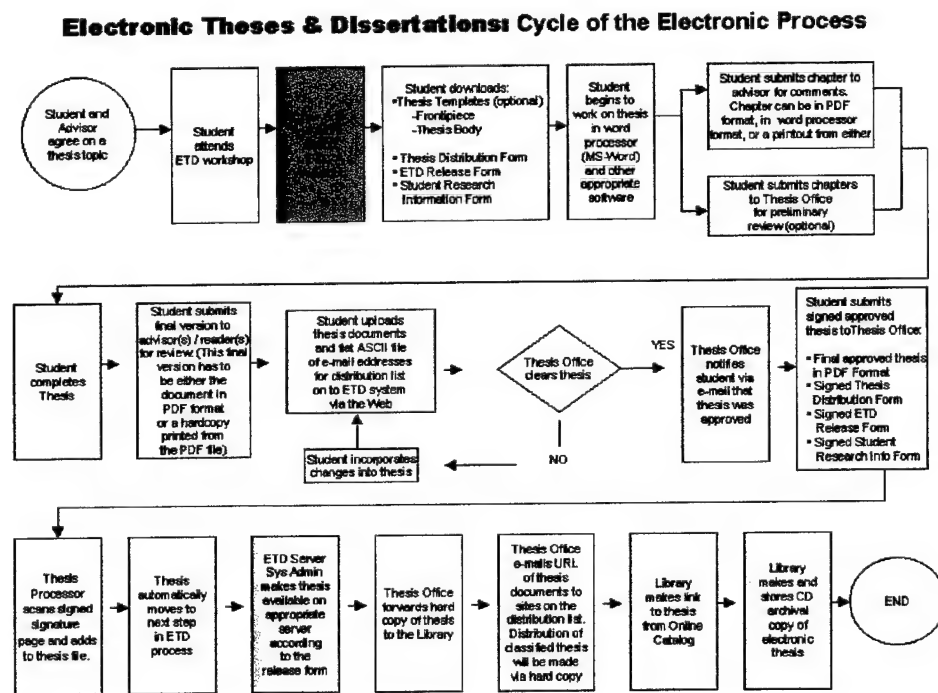 Electronic Theses & Dissertations: Cycle of the Electronic Process
Student and
Advisor
agree on a
thesis topic
Student
attends
ETD workshop
Student downloads:
•Thesis Templates (optional)
–Frontipiece
–Thesis Body
• Thesis Distribution Form
• ETD Release Form
• Student Research
Information Form
Student
begins to
work on thesis
in word
processor
(MS-Word)
and other
appropriate
software
Student submits chapter to
advisor for comments.
Chapter can be in PDF
format, in word processor
format, or a printout from either
Student submits chapters
to Thesis Office
for preliminary
review (optional)
Student
completes
Thesis
Student submits
final version to
advisor(s) / reader(s)
for review. (This final
version has to
be either the
document in
PDF format
or a hardcopy
printed from
the PDF file)
Student uploads
thesis documents
and flat ASCII file
of e-mail addresses
for distribution list
on to ETD system
via the Web
Student incorporates
changes into thesis
Thesis Office
clears thesis
YES
NO
Thesis Office
notifies
student via
e-mail that
thesis was
approved
Student submits
signed approved
thesis to Thesis Office:
• Final approved thesis
in PDF Format
• Signed Thesis
Distribution Form
• Signed ETD
Release Form
• Signed Student
Research Info Form
Thesis
Processor
scans signed
signature
page and adds
to thesis file.
Thesis
automatically
moves to
next step
in ETD
process
ETD Server
Sys Admin
makes thesis
available on
appropriate
server
according
to the
release form
Thesis Office
forwards hard
copy of thesis
to the Library
Thesis Office
e-mails URL
of thesis
documents to
sites on the
distribution list.
Distribution of
classified thesis
will be made
via hard copy
Library
makes link
to thesis
from Online
Catalog
Library
makes and
stores CD
archival
copy of
electronic
thesis
END